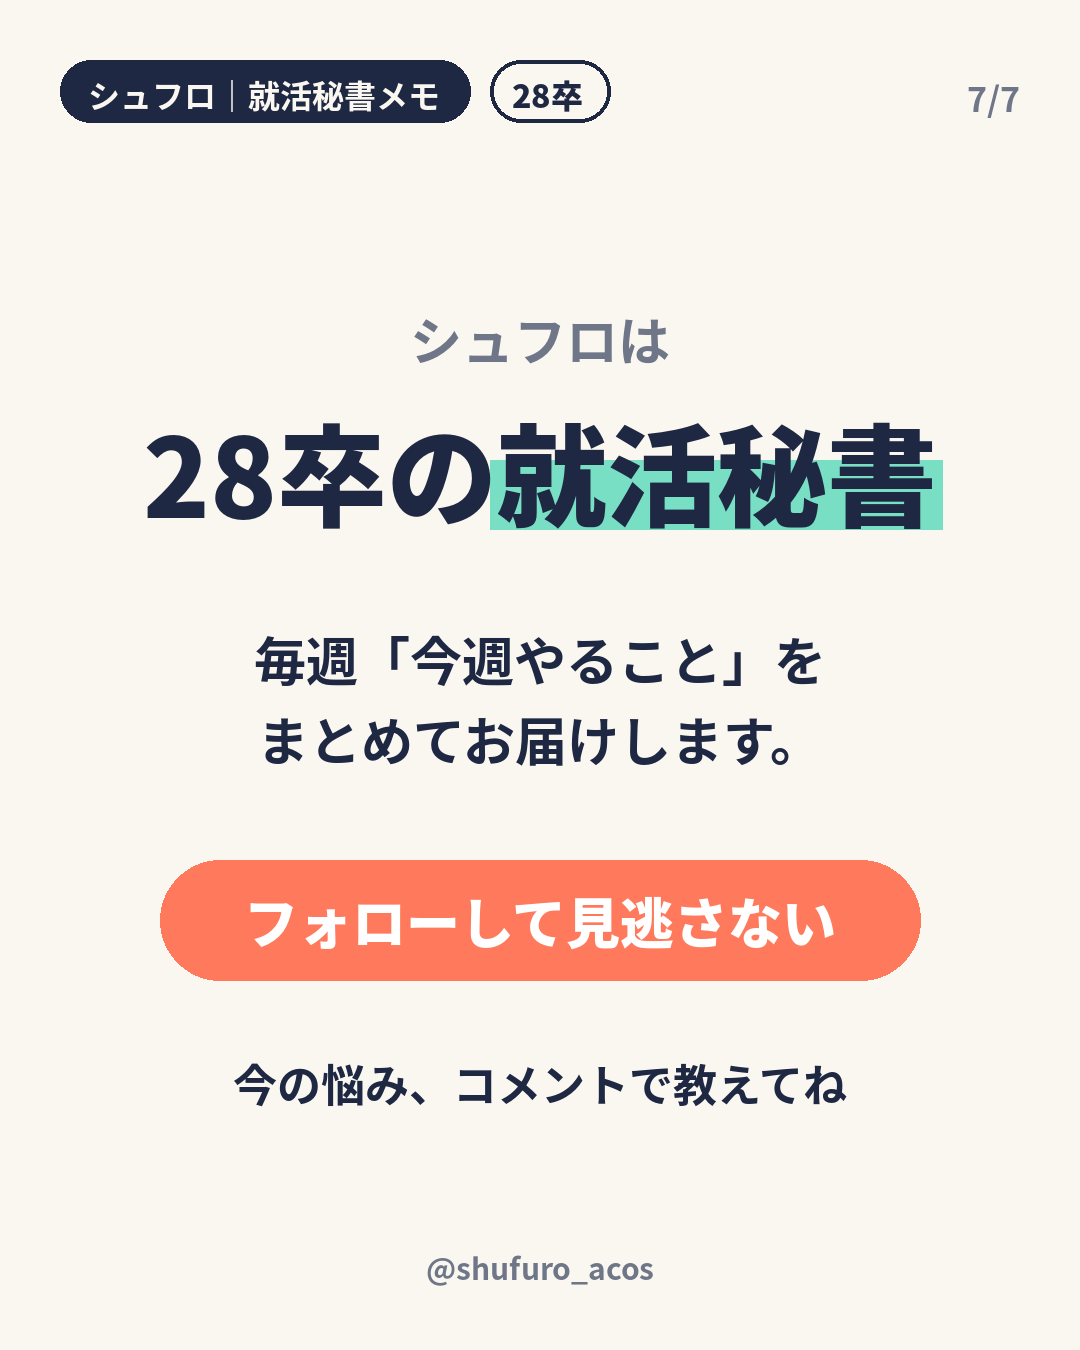 シュフロ｜就活秘書メモ
28卒
7/7
シュフロは
28卒の就活秘書
毎週「今週やること」を
まとめてお届けします。
フォローして見逃さない
今の悩み、コメントで教えてね
@shufuro_acos